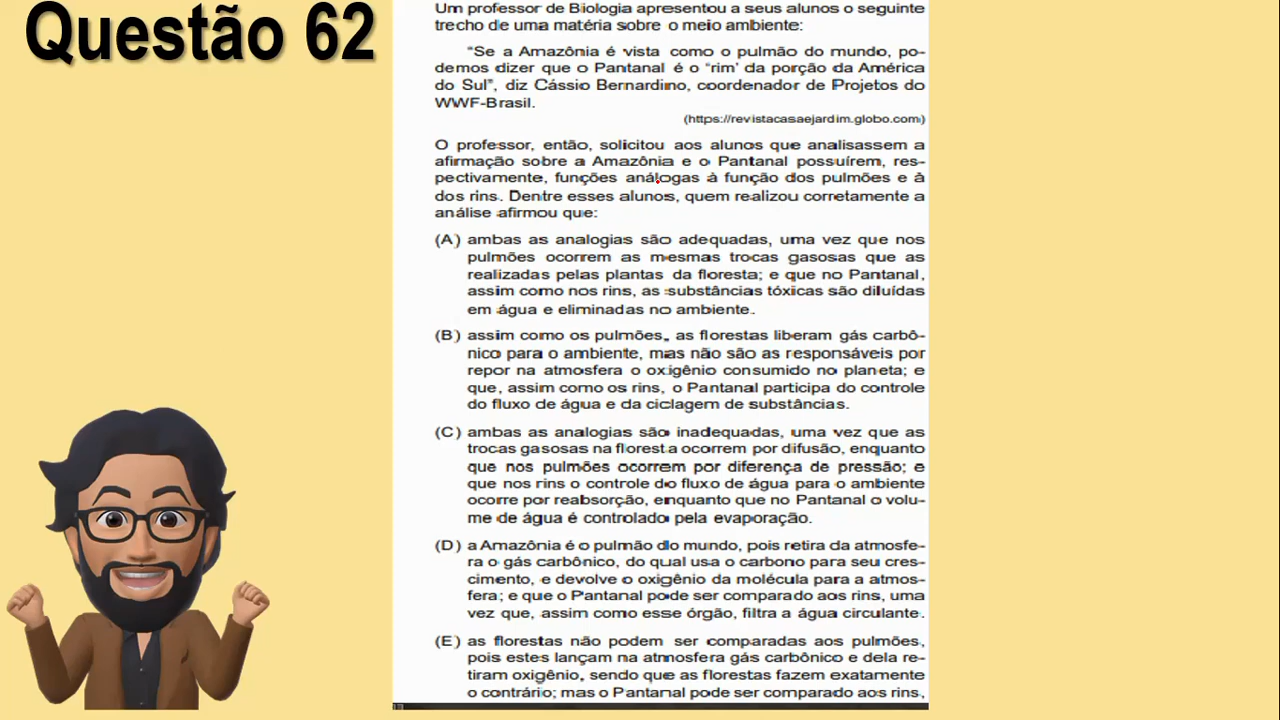 Questão 62
Um professor de Biologia apresentou a seus alunos o seguinte
trecho de uma matéria sobre o meio ambiente:
"Se a Amazônia é vista como o pulmão do mundo, po-
demos dizer que o Pantanal é o "rim' da porção da América
do Sul", diz Cássio Bernardino, coordenador de Projetos do
WWF-Brasil.
(https://revistacasaejardim.globo.com)
O professor, então, solicitou aos alunos que analisassem a
afirmação sobre a Amazônia e o Pantanal possuírem, res-
pectivamente, funções análogas à função dos pulmões e à
dos rins. Dentre esses alunos, quem realizou corretamente a
análise afirmou que:
(A) ambas as analogias são adequadas, uma vez que nos
pulmões ocorrem as mesmas trocas gasosas que as
realizadas pelas plantas da floresta; e que no Pantanal,
assim como nos rins, as substâncias tóxicas são diluídas
em água e eliminadas no ambiente.
(B) assim como os pulmões, as florestas liberam gás carbô-
nico para o ambiente, mas não são as responsáveis por
repor na atmosfera o oxigênio consumido no planeta; e
que, assim como os rins, o Pantanal participa do controle
do fluxo de água e da ciclagem de substâncias.
(C) ambas as analogias são inadequadas, uma vez que as
trocas gasosas na floresta ocorrem por difusão, enquanto
que nos pulmões ocorrem por diferença de pressão; e
que nos rins o controle do fluxo de água para o ambiente
ocorre por reabsorção, enquanto que no Pantanal o volu-
me de água é controlado pela evaporação.
(D) a Amazônia é o pulmão do mundo, pois retira da atmosfe-
ra o gás carbônico, do qual usa o carbono para seu cres-
cimento, e devolve o oxigênio da molécula para a atmos-
fera; e que o Pantanal pode ser comparado aos rins, uma
vez que, assim como esse órgão, filtra a água circulante.
(E) as florestas não podem ser comparadas aos pulmões,
pois estes lançam na atmosfera gás carbônico e dela re-
tiram oxigênio, sendo que as florestas fazem exatamente
o contrário; mas o Pantanal pode ser comparado aos rins,